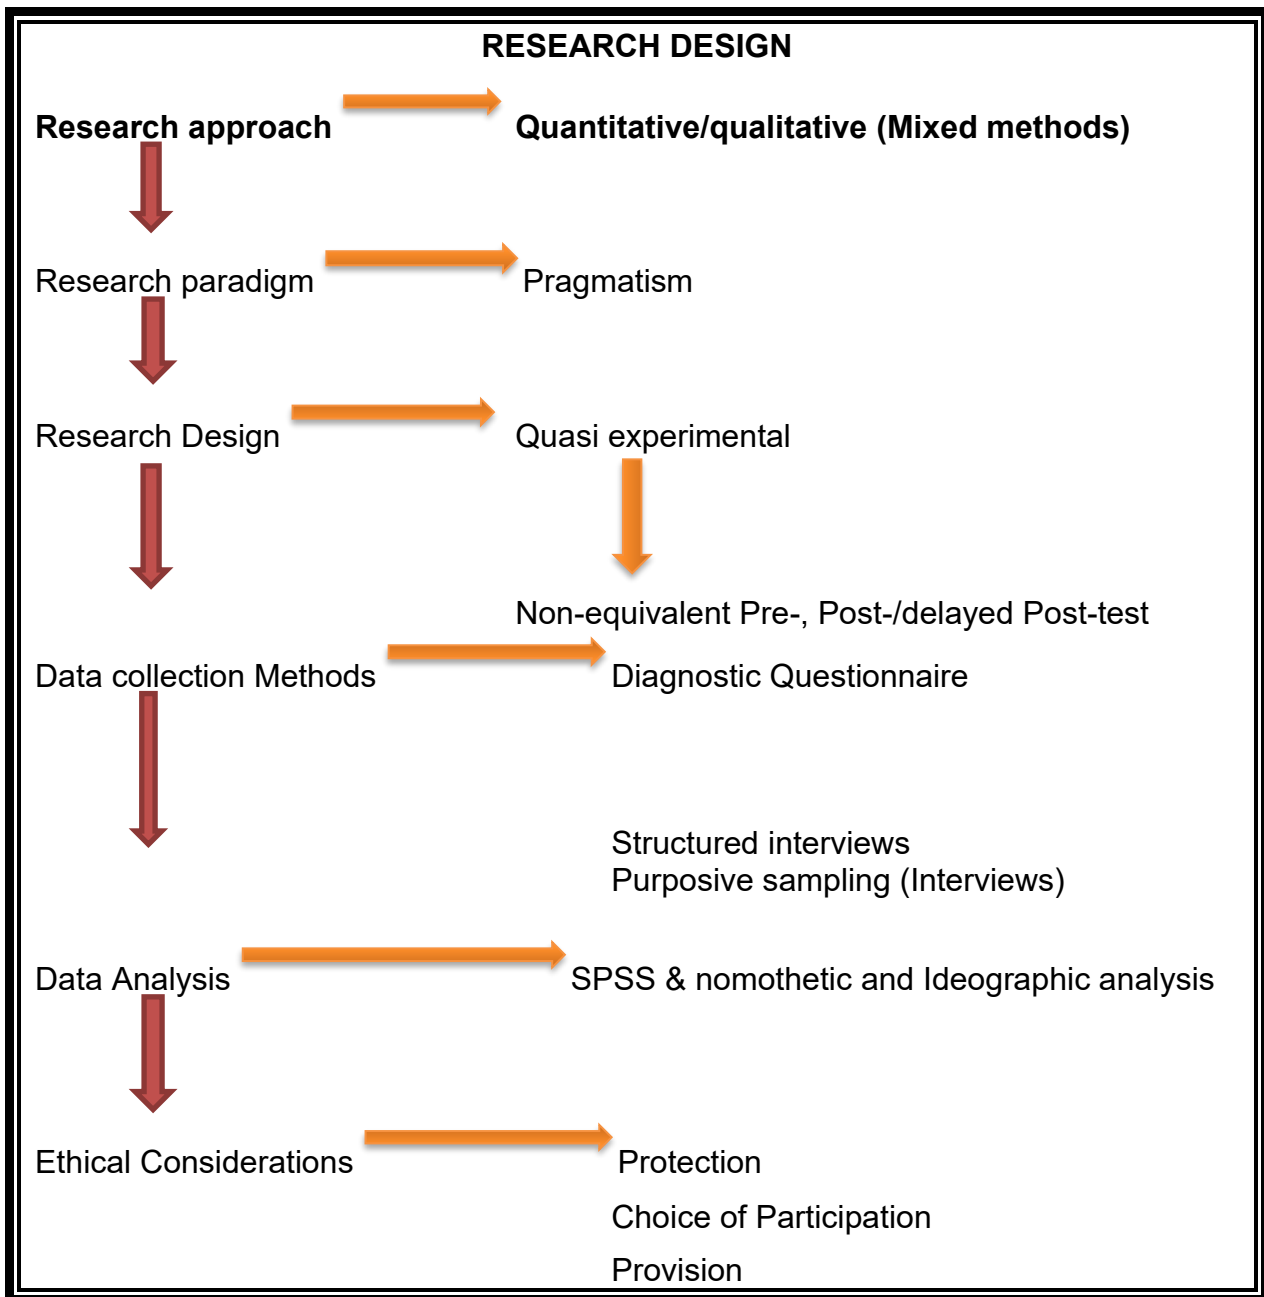 RESEARCH DESIGN
Research approach Quantitative/qualitative (Mixed methods)
Research paradigm Pragmatism
Research Design Quasi experimental
Non-equivalent Pre-, Post-/delayed Post-test
Data collection Methods Diagnostic Questionnaire
Structured interviews
Purposive sampling (Interviews)
Data Analysis SPSS & nomothetic and Ideographic analysis
Ethical Considerations Protection
Choice of Participation
Provision